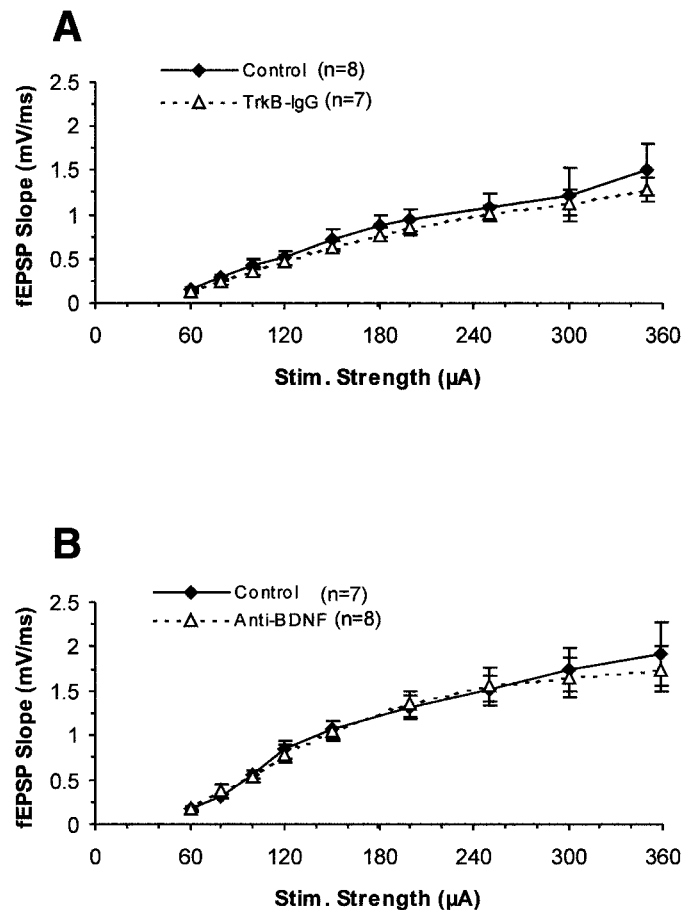 A
Control (n=8)
TrkB-IgG (n=7)
fEPSP Slope (mV/ms)
2.5
2
1.5
1
0.5
0
0 60 120 180 240 300 360
Stim. Strength (µA)
B
Control (n=7)
Anti-BDNF (n=8)
fEPSP Slope (mV/ms)
2.5
2
1.5
1
0.5
0
0 60 120 180 240 300 360
Stim. Strength (µA)